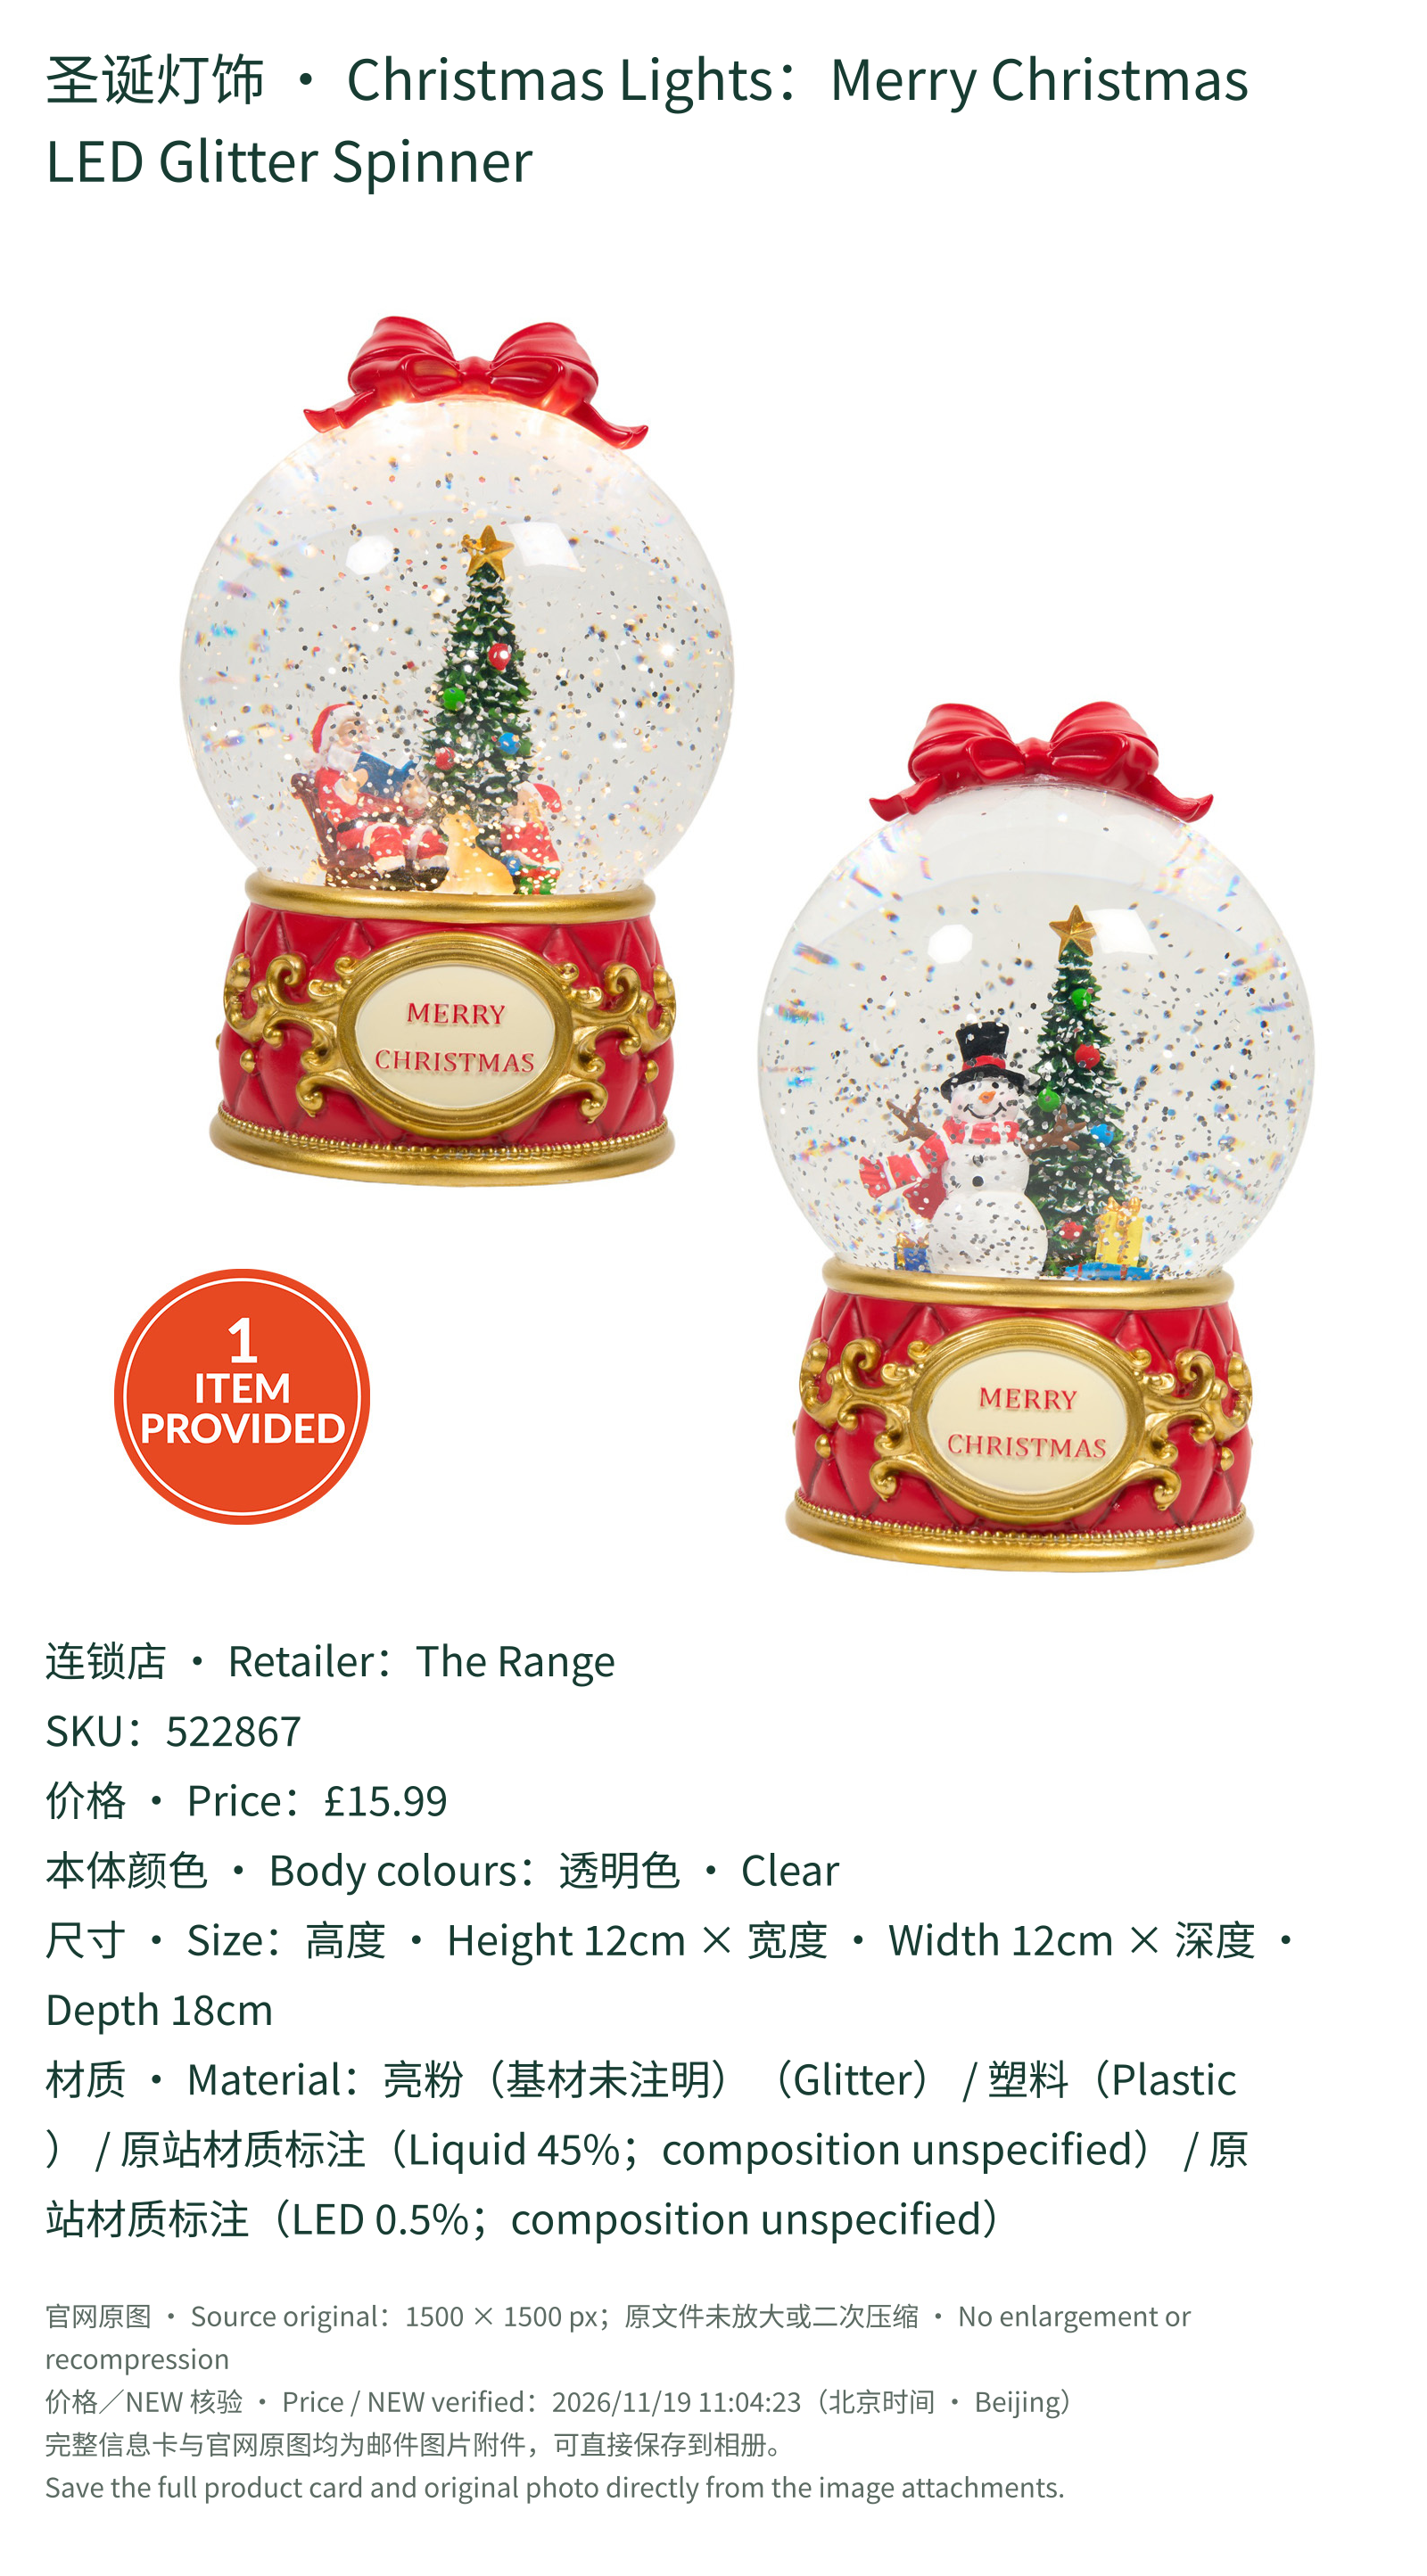 圣诞灯饰 · Christmas Lights：Merry Christmas
LED Glitter Spinner
MERRY
CHRISTMAS
MERRY
CHRISTMAS
1
ITEM
PROVIDED
连锁店 · Retailer：The Range
SKU：522867
价格 · Price：£15.99
本体颜色 · Body colours：透明色 · Clear
尺寸 · Size：高度 · Height 12cm × 宽度 · Width 12cm × 深度 ·
Depth 18cm
材质 · Material：亮粉（基材未注明）（Glitter） / 塑料（Plastic
） / 原站材质标注（Liquid 45%；composition unspecified） / 原
站材质标注（LED 0.5%；composition unspecified）
官网原图 · Source original：1500 × 1500 px；原文件未放大或二次压缩 · No enlargement or
recompression
价格／NEW 核验 · Price / NEW verified：2026/11/19 11:04:23（北京时间 · Beijing）
完整信息卡与官网原图均为邮件图片附件，可直接保存到相册。
Save the full product card and original photo directly from the image attachments.